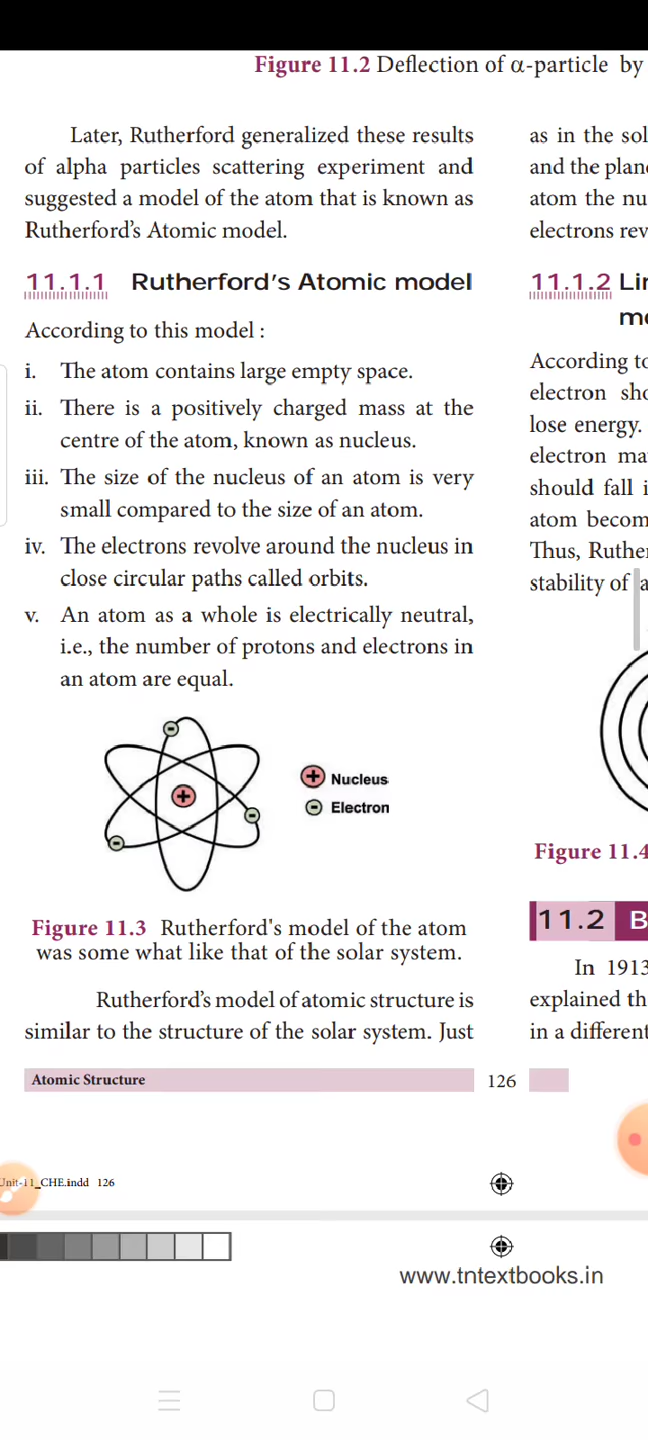 Figure 11.2 Deflection of α-particle by
Later, Rutherford generalized these results
of alpha particles scattering experiment and
suggested a model of the atom that is known as
Rutherford's Atomic model.
11.1.1 Rutherford's Atomic model
According to this model :
i. The atom contains large empty space.
ii. There is a positively charged mass at the
centre of the atom, known as nucleus.
iii. The size of the nucleus of an atom is very
small compared to the size of an atom.
iv. The electrons revolve around the nucleus in
close circular paths called orbits.
v. An atom as a whole is electrically neutral,
i.e., the number of protons and electrons in
an atom are equal.
+ Nucleus
- Electron
Figure 11.3 Rutherford's model of the atom
was some what like that of the solar system.
Rutherford's model of atomic structure is
similar to the structure of the solar system. Just
as in the sol
and the plan
atom the nu
electrons rev
11.1.2 Li
m
According to
electron sho
lose energy.
electron ma
should fall i
atom becom
Thus, Ruther
stability of a
Figure 11.4
11.2 B
In 1913
explained th
in a different
Atomic Structure 126
Unit-11_CHE.indd 126
www.tntextbooks.in